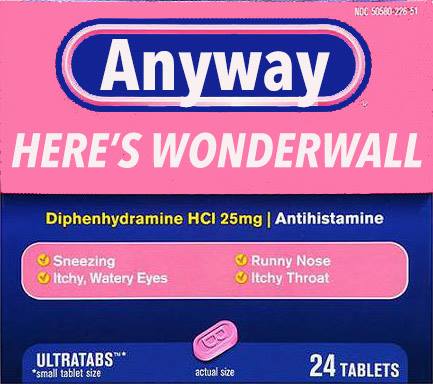 NDC 50580-226-51
Anyway
HERE'S WONDERWALL
Diphenhydramine HCl 25mg | Antihistamine
Sneezing
Runny Nose
Itchy, Watery Eyes
Itchy Throat
ULTRATABS™*
*small tablet size
actual size
24 TABLETS